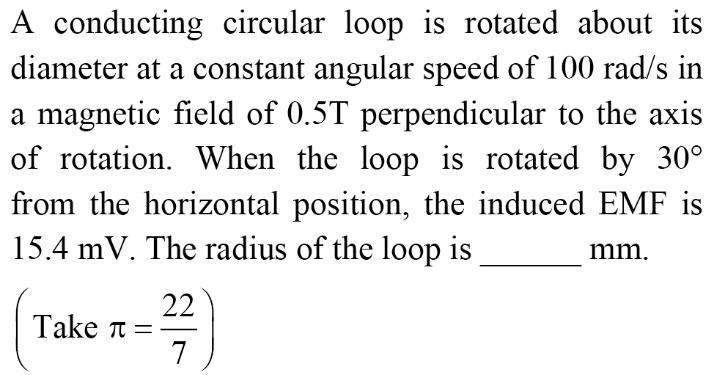 A conducting circular loop is rotated about its
diameter at a constant angular speed of 100 rad/s in
a magnetic field of 0.5T perpendicular to the axis
of rotation. When the loop is rotated by 30°
from the horizontal position, the induced EMF is
15.4 mV. The radius of the loop is ______ mm.
(Take π = 22/7)